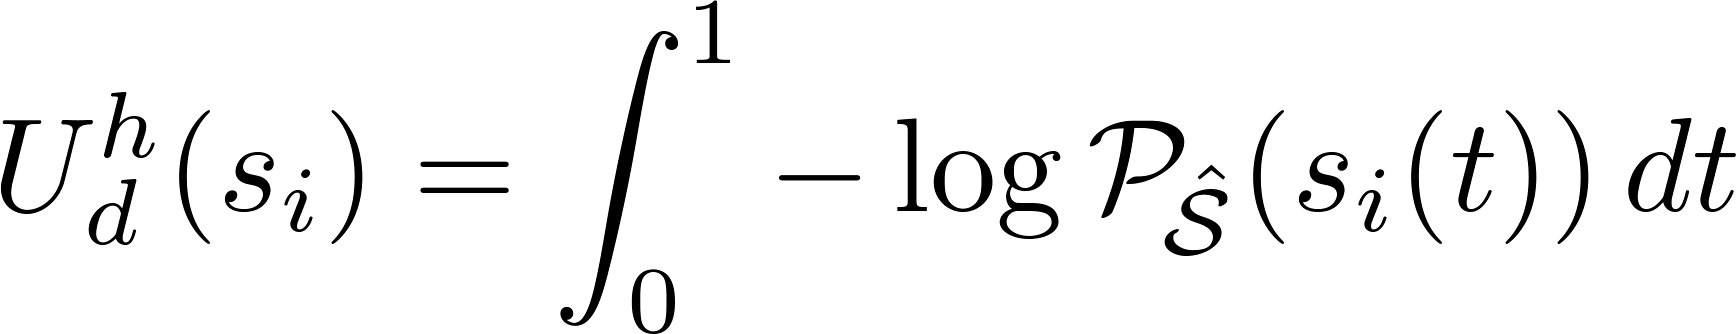 $U_d^h(s_i) = \int_0^1 -\log \mathcal{P}_{\hat{\mathcal{S}}}(s_i(t))\, dt$